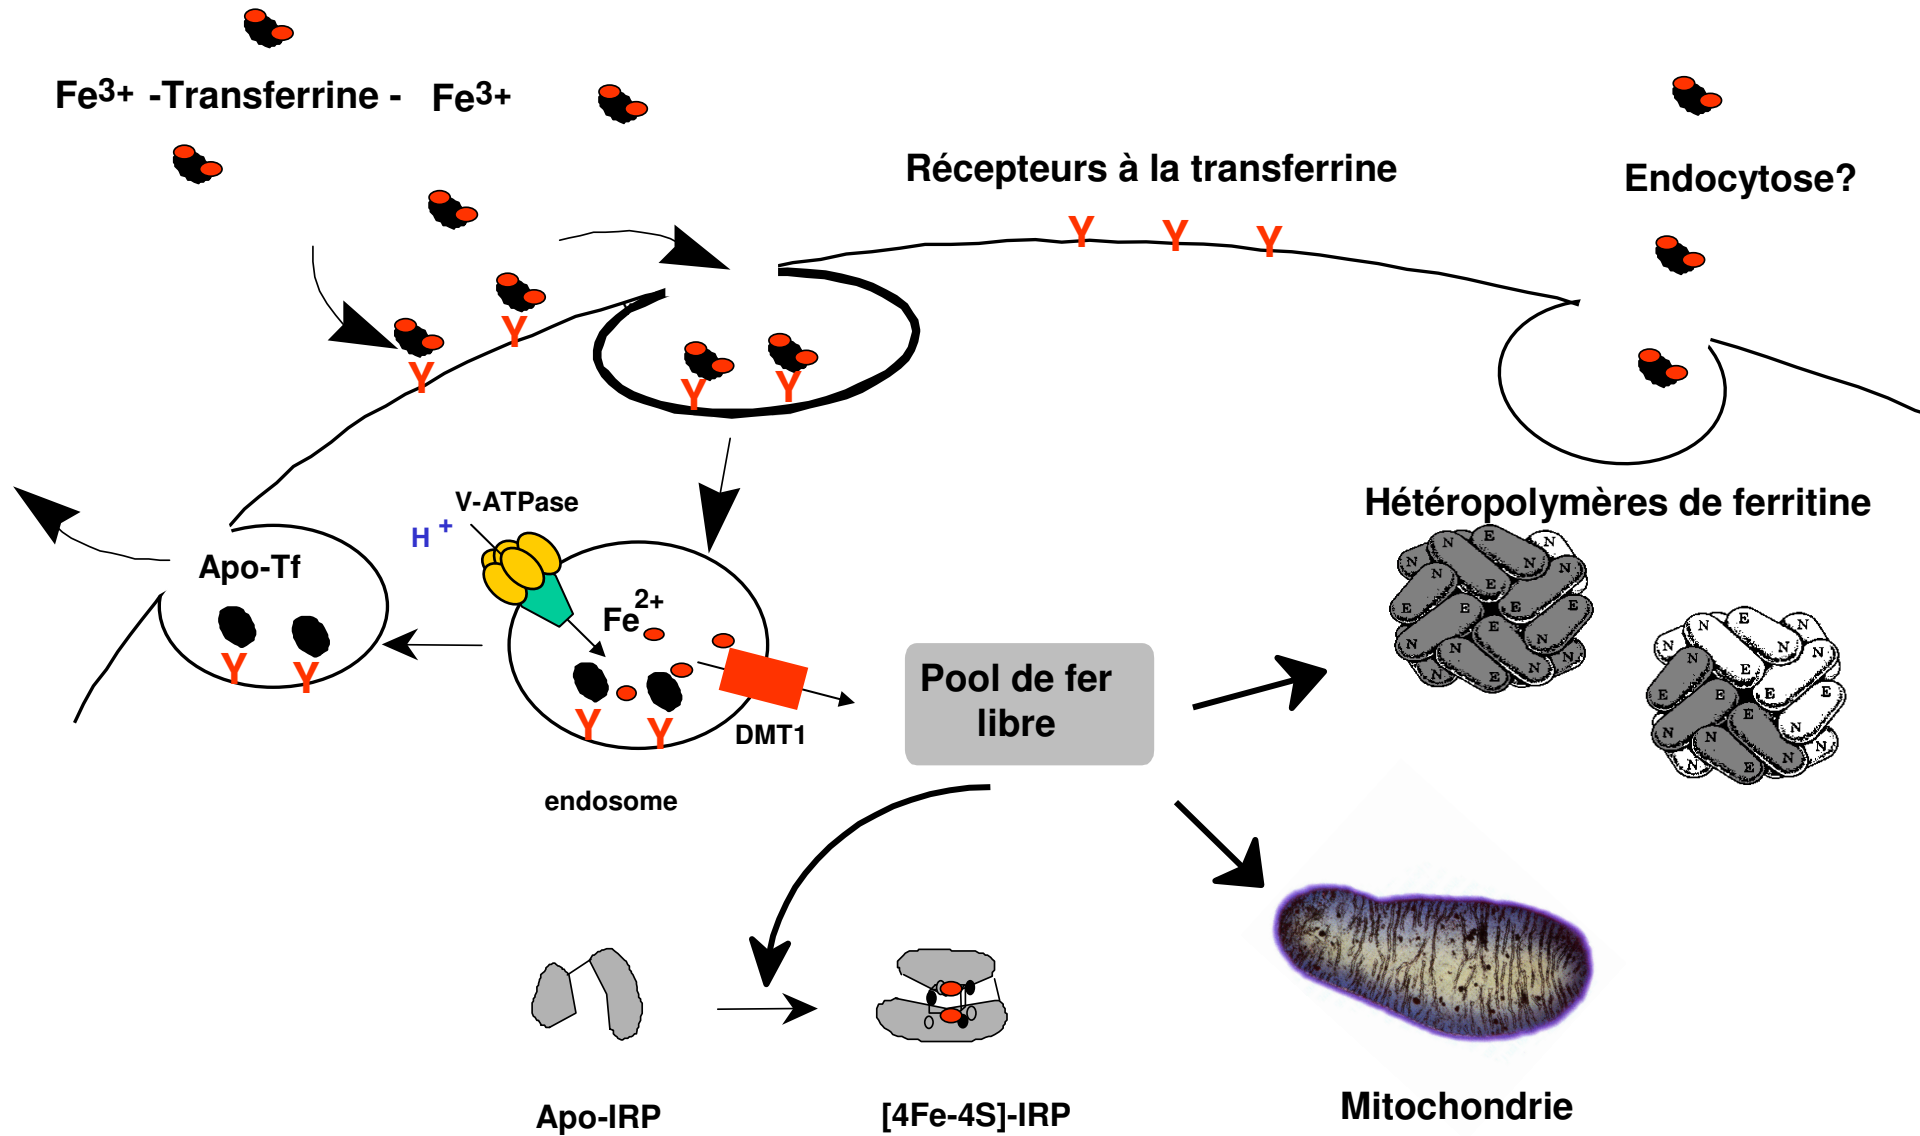 Fe3+ -Transferrine - Fe3+
Récepteurs à la transferrine
Endocytose?
Y Y Y
Y
Y
Y Y
V-ATPase
H +
Hétéropolymères de ferritine
Apo-Tf
Fe2+
Y Y
Y Y
DMT1
Pool de fer
libre
endosome
Apo-IRP
[4Fe-4S]-IRP
Mitochondrie